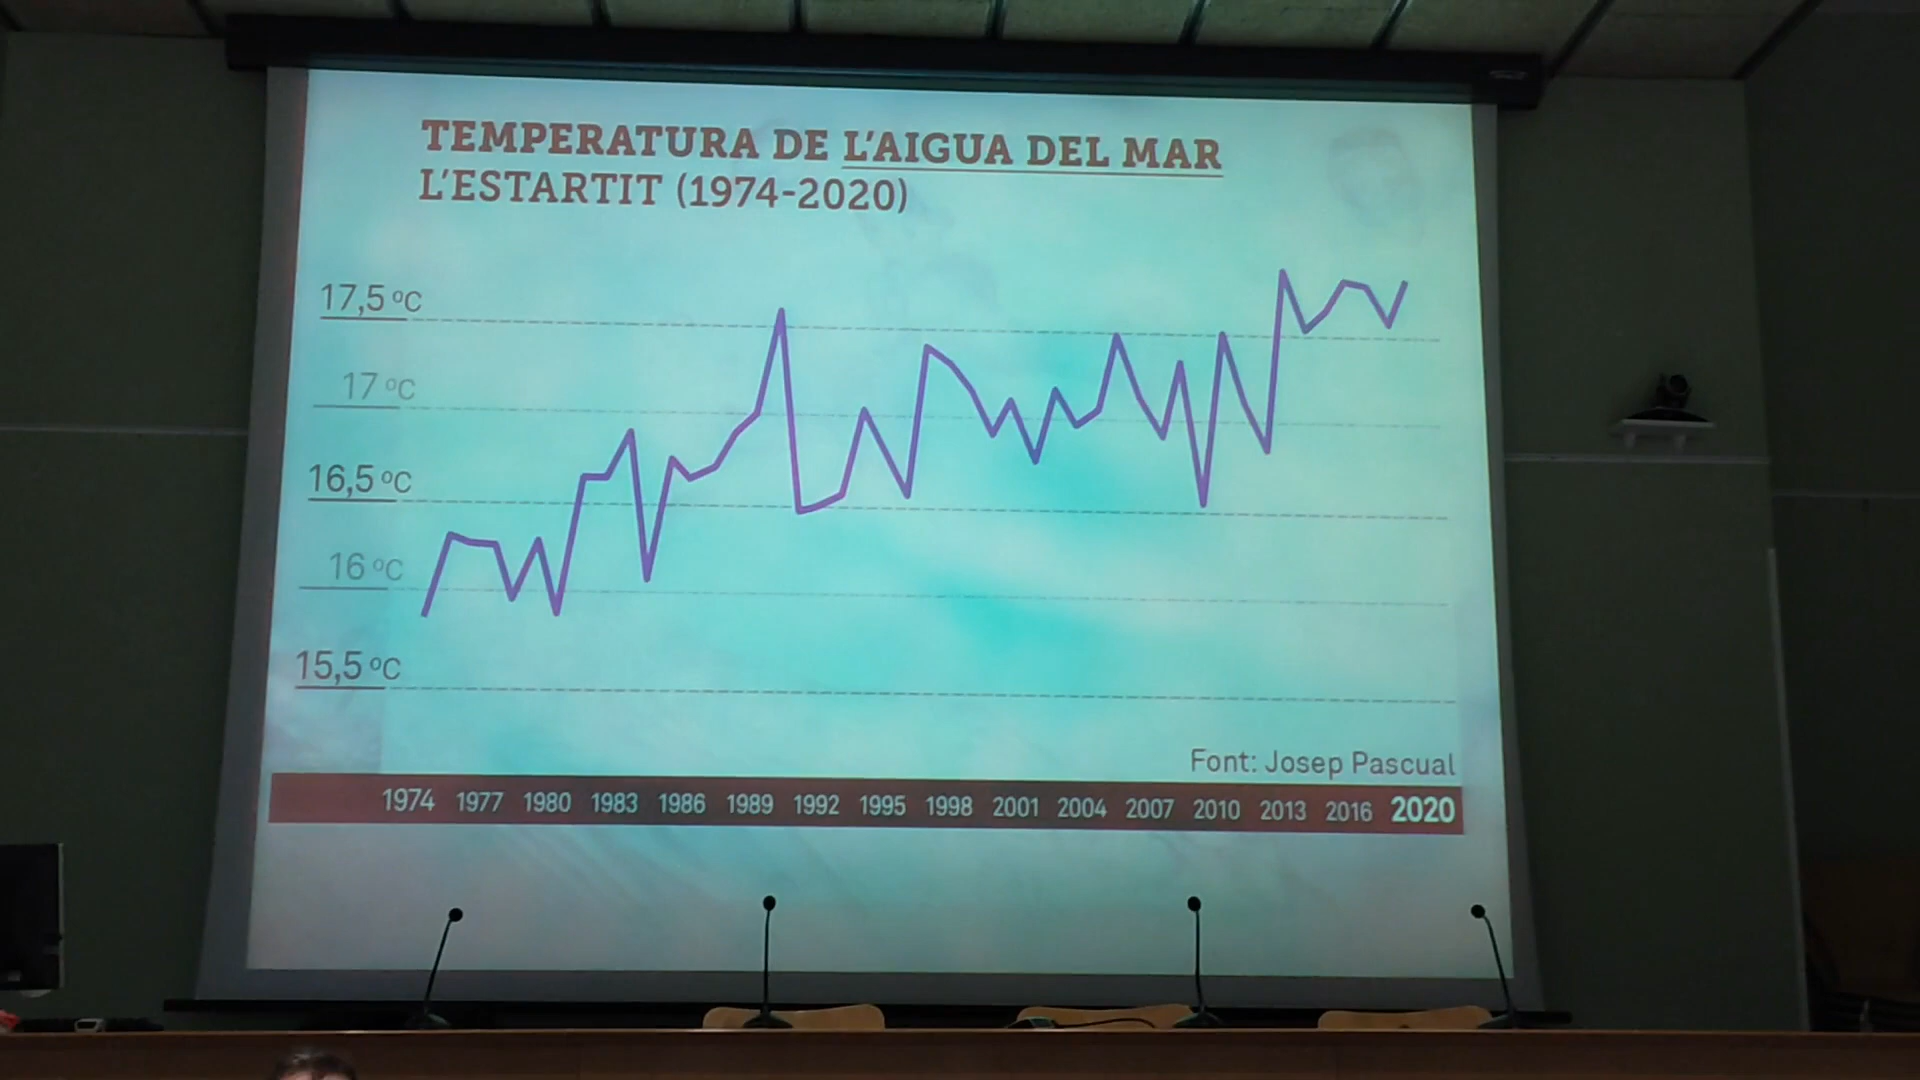 TEMPERATURA DE L'AIGUA DEL MAR
L'ESTARTIT (1974-2020)
17,5 ºC
17 ºC
16,5 ºC
16 ºC
15,5 ºC
Font: Josep Pascual
1974 1977 1980 1983 1986 1989 1992 1995 1998 2001 2004 2007 2010 2013 2016 2020